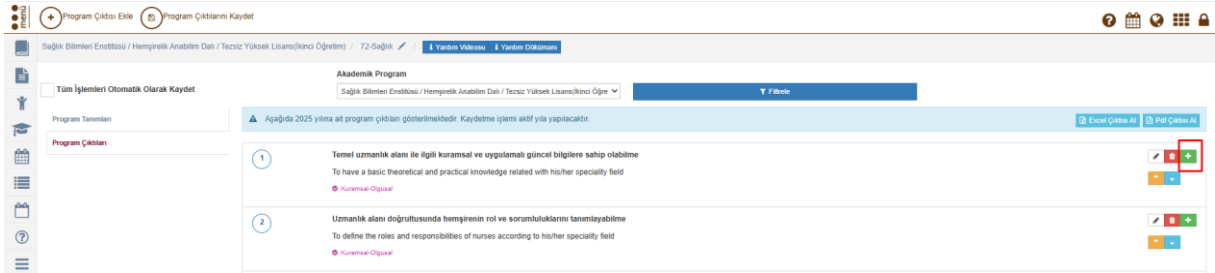 menü
Program Çıktısı Ekle
Program Çıktılarını Kaydet
Sağlık Bilimleri Enstitüsü / Hemşirelik Anabilim Dalı / Tezsiz Yüksek Lisans(İkinci Öğretim) / 72-Sağlık /
Yardım Videosu
Yardım Dökümanı
Akademik Program
Tüm İşlemleri Otomatik Olarak Kaydet
Sağlık Bilimleri Enstitüsü / Hemşirelik Anabilim Dalı / Tezsiz Yüksek Lisans(İkinci Öğre
Filtrele
Program Tanımları
Aşağıda 2025 yılına ait program çıktıları gösterilmektedir. Kaydetme işlemi aktif yıla yapılacaktır.
Excel Çıktısı Al
Pdf Çıktısı Al
Program Çıktıları
1
Temel uzmanlık alanı ile ilgili kuramsal ve uygulamalı güncel bilgilere sahip olabilme
To have a basic theoretical and practical knowledge related with his/her speciality field
Kuramsal-Olgusal
2
Uzmanlık alanı doğrultusunda hemşirenin rol ve sorumluluklarını tanımlayabilme
To define the roles and responsibilities of nurses according to his/her speciality field
Kuramsal-Olgusal